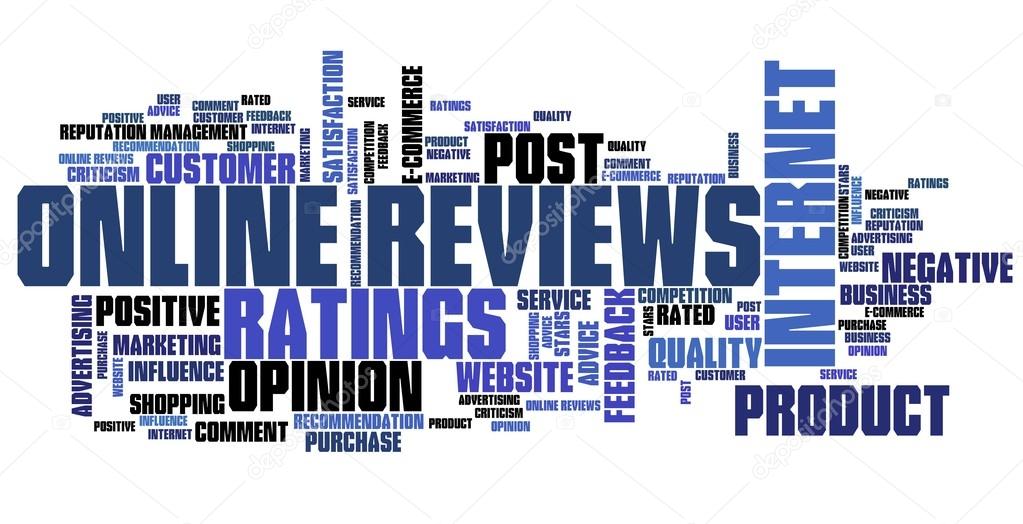 USER
ADVICE
COMMENT
RATED
POSITIVE
CUSTOMER
FEEDBACK
REPUTATION MANAGEMENT
INTERNET
RECOMMENDATION
SHOPPING
ONLINE REVIEWS
CRITICISM
CUSTOMER
MARKETING
SATISFACTION
SERVICE
SATISFACTION
COMPETITION
FEEDBACK
E-COMMERCE
RATINGS
QUALITY
SATISFACTION
PRODUCT
NEGATIVE
MARKETING
POST
QUALITY
COMMENT
E-COMMERCE
REPUTATION
BUSINESS
INTERNET
ONLINE REVIEWS
RECOMMENDATION
COMPETITION
STARS
INFLUENCE
RATINGS
NEGATIVE
CRITICISM
REPUTATION
ADVERTISING
USER
WEBSITE
NEGATIVE
BUSINESS
E-COMMERCE
PURCHASE
BUSINESS
OPINION
SERVICE
PRODUCT
ADVERTISING
POSITIVE
RATINGS
PURCHASE
MARKETING
WEBSITE
INFLUENCE
OPINION
SHOPPING
POSITIVE
INFLUENCE
INTERNET
COMMENT
RECOMMENDATION
PURCHASE
PRODUCT
SERVICE
SHOPPING
ADVICE
STARS
ADVICE
WEBSITE
ADVERTISING
CRITICISM
OPINION
ONLINE REVIEWS
FEEDBACK
COMPETITION
STARS
RATED
POST
USER
QUALITY
RATED
CUSTOMER
POST
depositphotos